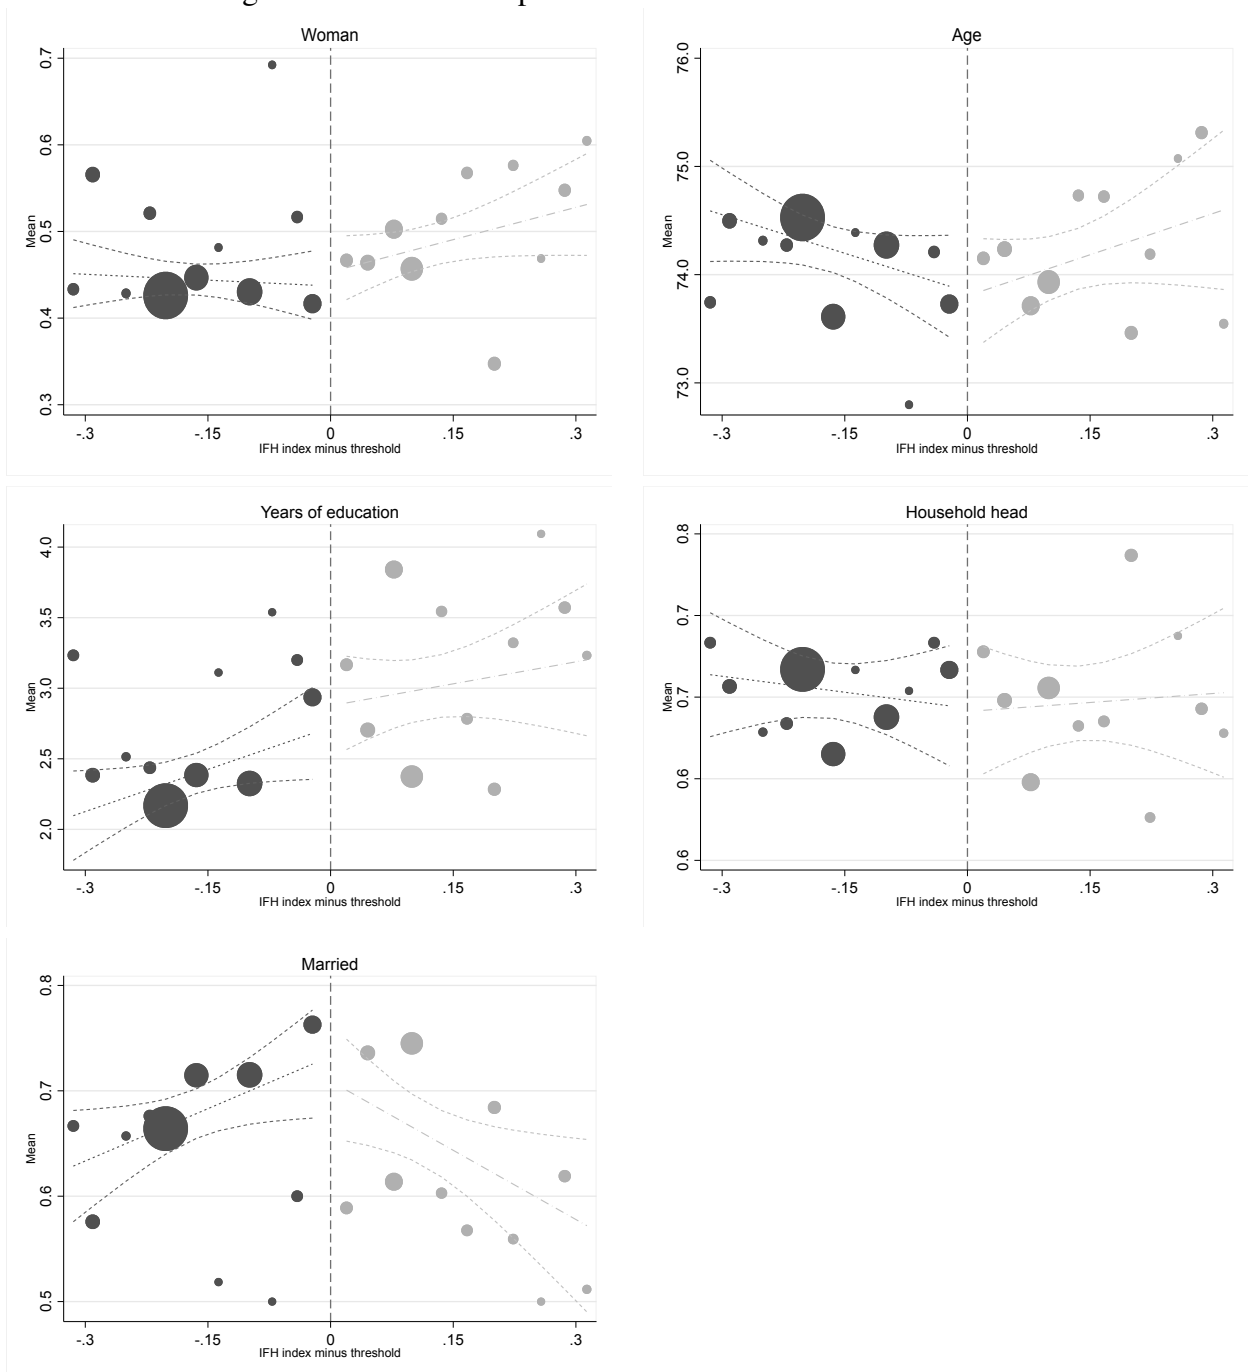 Woman
0.7
0.6
0.5
0.4
0.3
Mean
-.3 -.15 0 .15 .3
IFH index minus threshold
Age
76.0
75.0
74.0
73.0
Mean
-.3 -.15 0 .15 .3
IFH index minus threshold
Years of education
4.0
3.5
3.0
2.5
2.0
Mean
-.3 -.15 0 .15 .3
IFH index minus threshold
Household head
0.8
0.7
0.7
0.6
0.6
Mean
-.3 -.15 0 .15 .3
IFH index minus threshold
Married
0.8
0.7
0.6
0.5
Mean
-.3 -.15 0 .15 .3
IFH index minus threshold